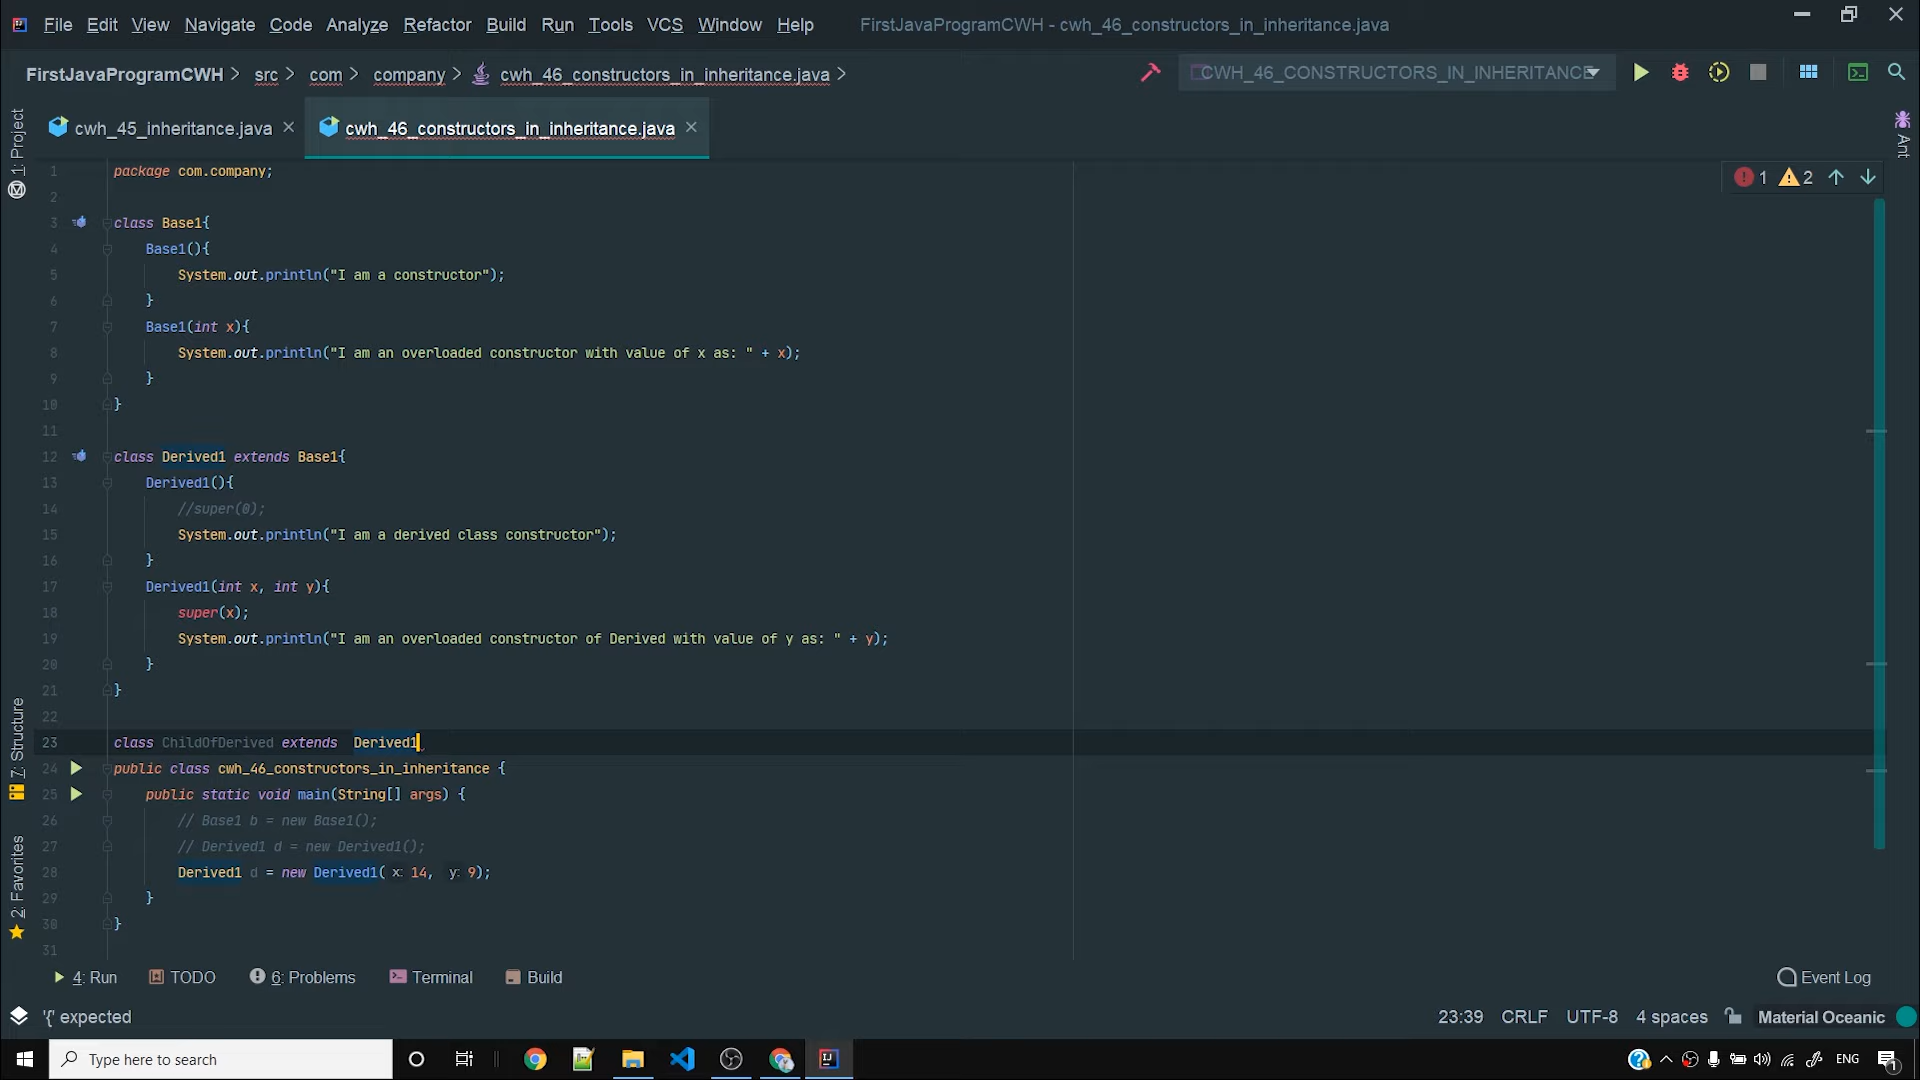 File Edit View Navigate Code Analyze Refactor Build Run Tools VCS Window Help FirstJavaProgramCWH - cwh_46_constructors_in_inheritance.java
FirstJavaProgramCWH src com company cwh_46_constructors_in_inheritance.java CWH_46_CONSTRUCTORS_IN_INHERITANCE
cwh_45_inheritance.java cwh_46_constructors_in_inheritance.java
1: Project
Ant
1 2
1 package com.company;
2
3 class Base1{
4 Base1(){
5 System.out.println("I am a constructor");
6 }
7 Base1(int x){
8 System.out.println("I am an overloaded constructor with value of x as: " + x);
9 }
10 }
11
12 class Derived1 extends Base1{
13 Derived1(){
14 //super(0);
15 System.out.println("I am a derived class constructor");
16 }
17 Derived1(int x, int y){
18 super(x);
19 System.out.println("I am an overloaded constructor of Derived with value of y as: " + y);
20 }
21 }
22
23 class ChildOfDerived extends  Derived1
24 public class cwh_46_constructors_in_inheritance {
25 public static void main(String[] args) {
26 // Base1 b = new Base1();
27 // Derived1 d = new Derived1();
28 Derived1 d = new Derived1( x: 14, y: 9);
29 }
30 }
31
7: Structure
2: Favorites
4: Run TODO 6: Problems Terminal Build Event Log
'{' expected 23:39 CRLF UTF-8 4 spaces Material Oceanic
Type here to search ENG 1